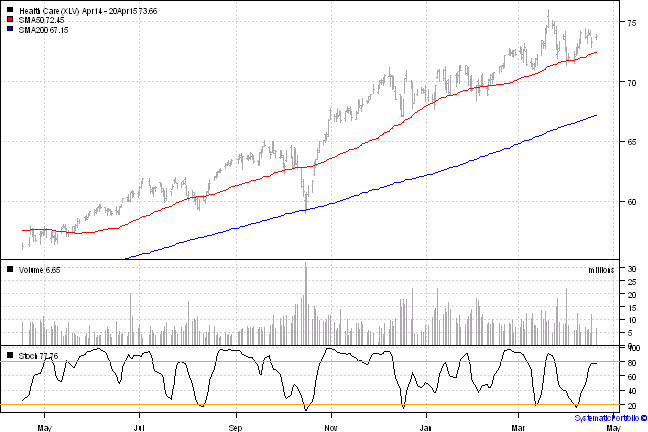 Health Care (XLV) Apr14 - 20Apr15 73.66
SMA50 72.45
SMA200 67.15
75
70
65
60
Volume 6.65
millions
30
25
20
15
10
5
0
Stoch 77.76
100
80
60
40
20
May
Jul
Sep
Nov
Jan
Mar
May
SystematicPortfolio ©